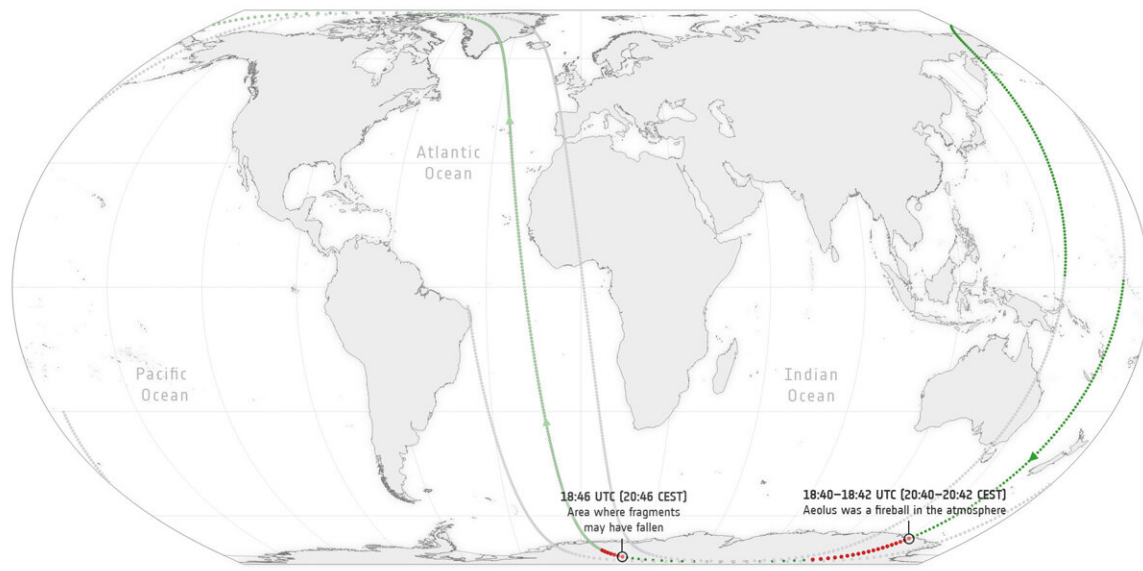 Atlantic
Ocean
Pacific
Ocean
Indian
Ocean
18:46 UTC (20:46 CEST)
Area where fragments
may have fallen
18:40–18:42 UTC (20:40–20:42 CEST)
Aeolus was a fireball in the atmosphere